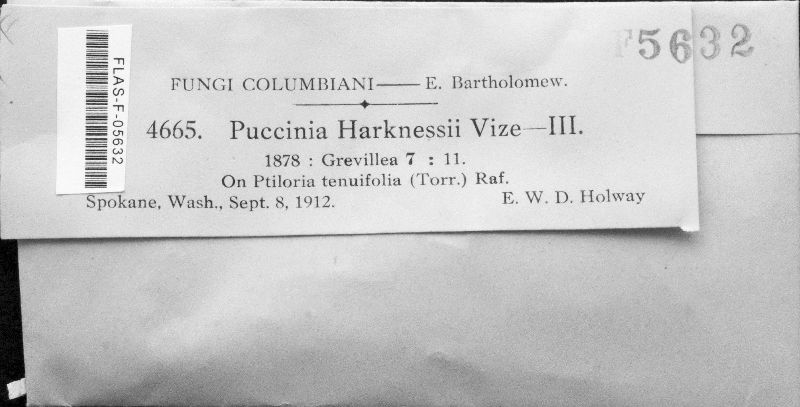 F5632
FLAS-F-05632
FUNGI COLUMBIANI—— E. Bartholomew.
4665. Puccinia Harknessii Vize—III.
1878 : Grevillea 7 : 11.
On Ptiloria tenuifolia (Torr.) Raf.
Spokane, Wash., Sept. 8, 1912. E. W. D. Holway